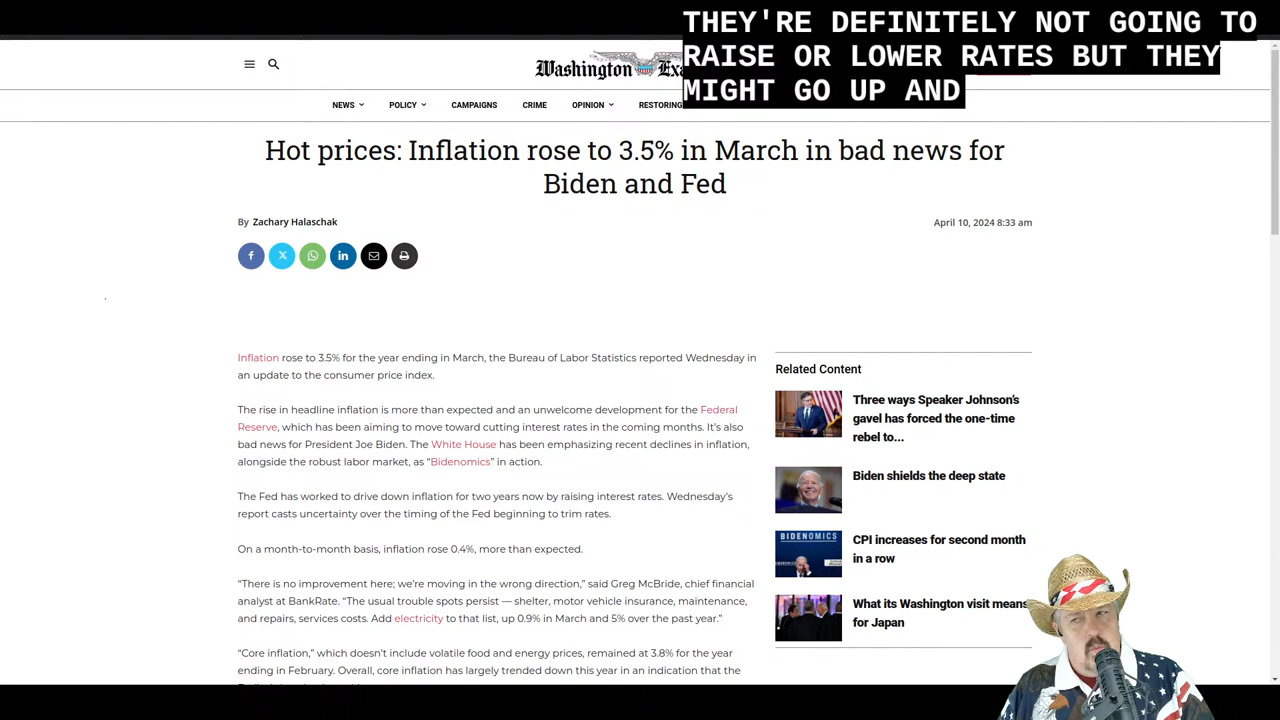 THEY'RE DEFINITELY NOT GOING TO
RAISE OR LOWER RATES BUT THEY
MIGHT GO UP AND
Washington
NEWS POLICY CAMPAIGNS CRIME OPINION RESTORING
Hot prices: Inflation rose to 3.5% in March in bad news for
Biden and Fed
By Zachary Halaschak
April 10, 2024 8:33 am
Inflation rose to 3.5% for the year ending in March, the Bureau of Labor Statistics reported Wednesday in
an update to the consumer price index.
The rise in headline inflation is more than expected and an unwelcome development for the Federal
Reserve, which has been aiming to move toward cutting interest rates in the coming months. It's also
bad news for President Joe Biden. The White House has been emphasizing recent declines in inflation,
alongside the robust labor market, as “Bidenomics” in action.
The Fed has worked to drive down inflation for two years now by raising interest rates. Wednesday's
report casts uncertainty over the timing of the Fed beginning to trim rates.
On a month-to-month basis, inflation rose 0.4%, more than expected.
“There is no improvement here; we're moving in the wrong direction,” said Greg McBride, chief financial
analyst at BankRate. “The usual trouble spots persist — shelter, motor vehicle insurance, maintenance,
and repairs, services costs. Add electricity to that list, up 0.9% in March and 5% over the past year.”
“Core inflation,” which doesn't include volatile food and energy prices, remained at 3.8% for the year
ending in February. Overall, core inflation has largely trended down this year in an indication that the
Related Content
Three ways Speaker Johnson's
gavel has forced the one-time
rebel to...
Biden shields the deep state
BIDENOMICS
CPI increases for second month
in a row
What its Washington visit means
for Japan